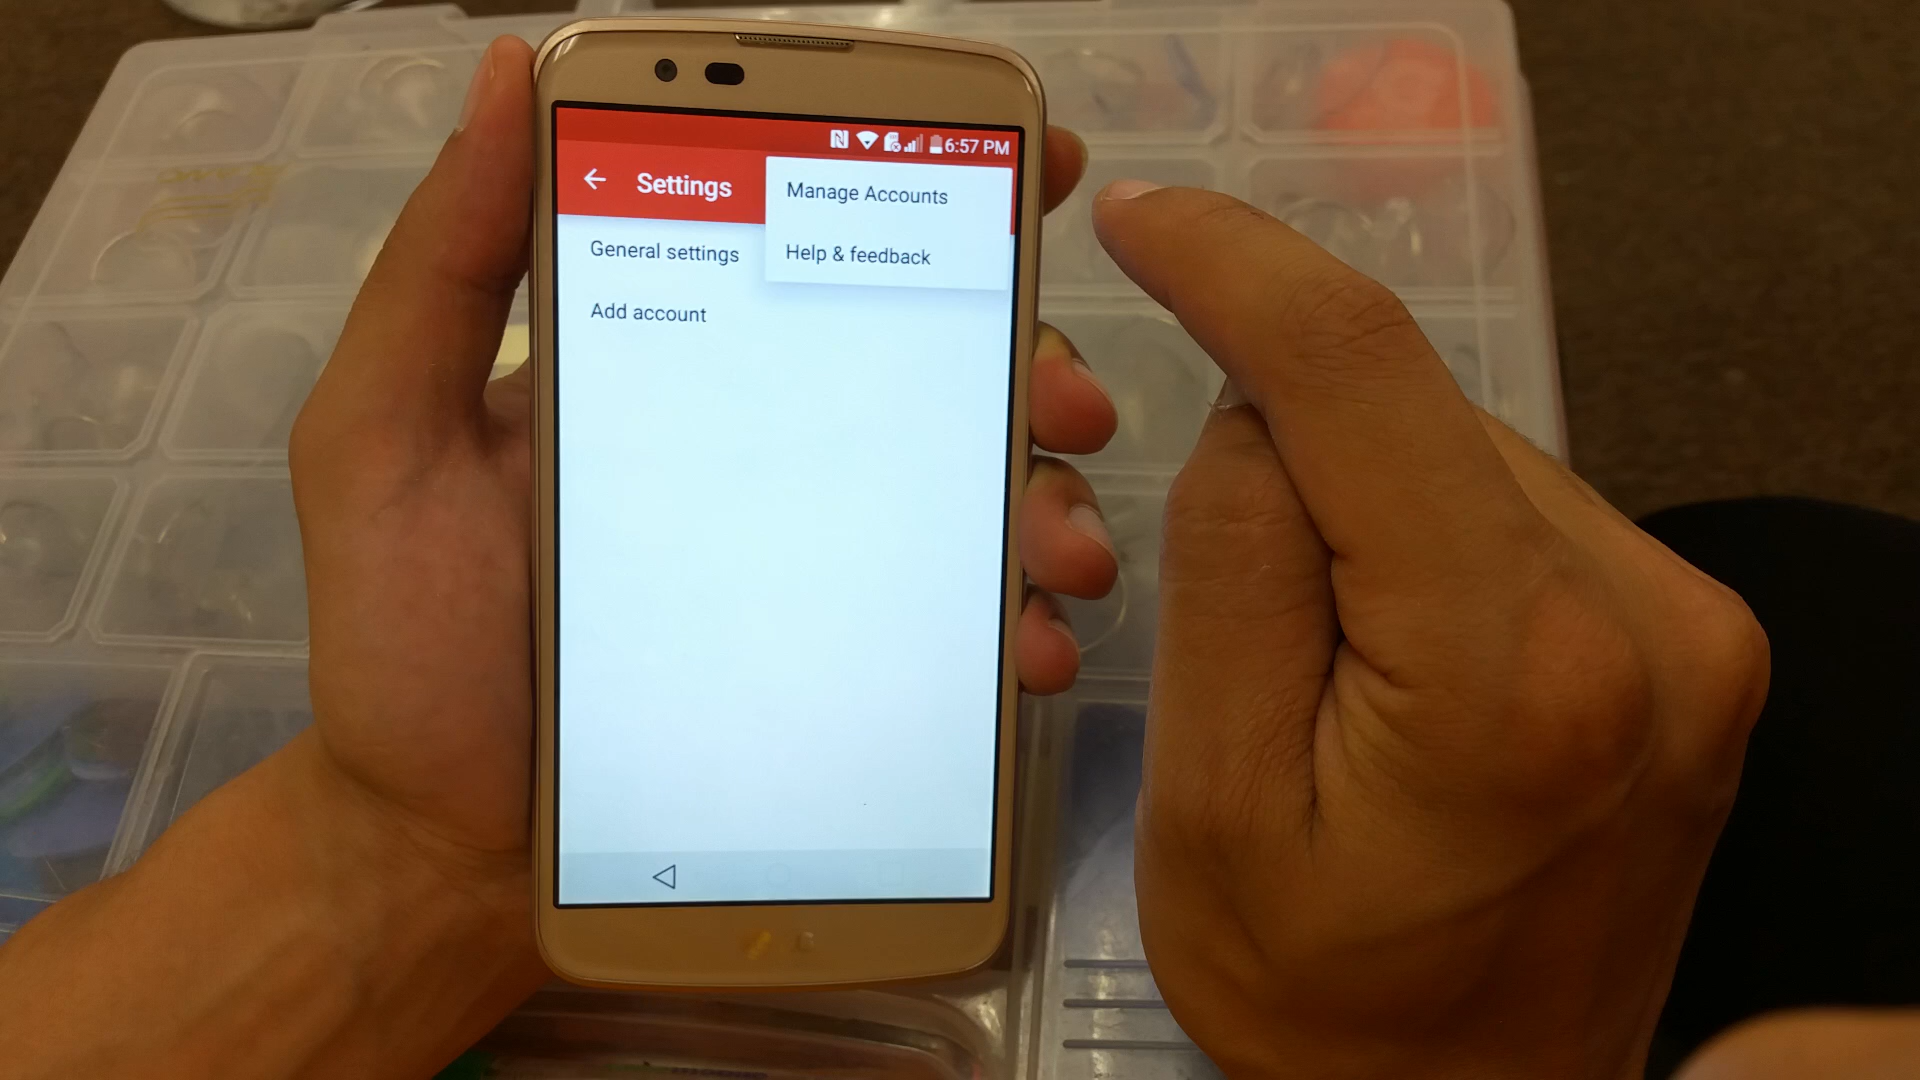 6:57 PM
Settings
Manage Accounts
General settings
Help & feedback
Add account